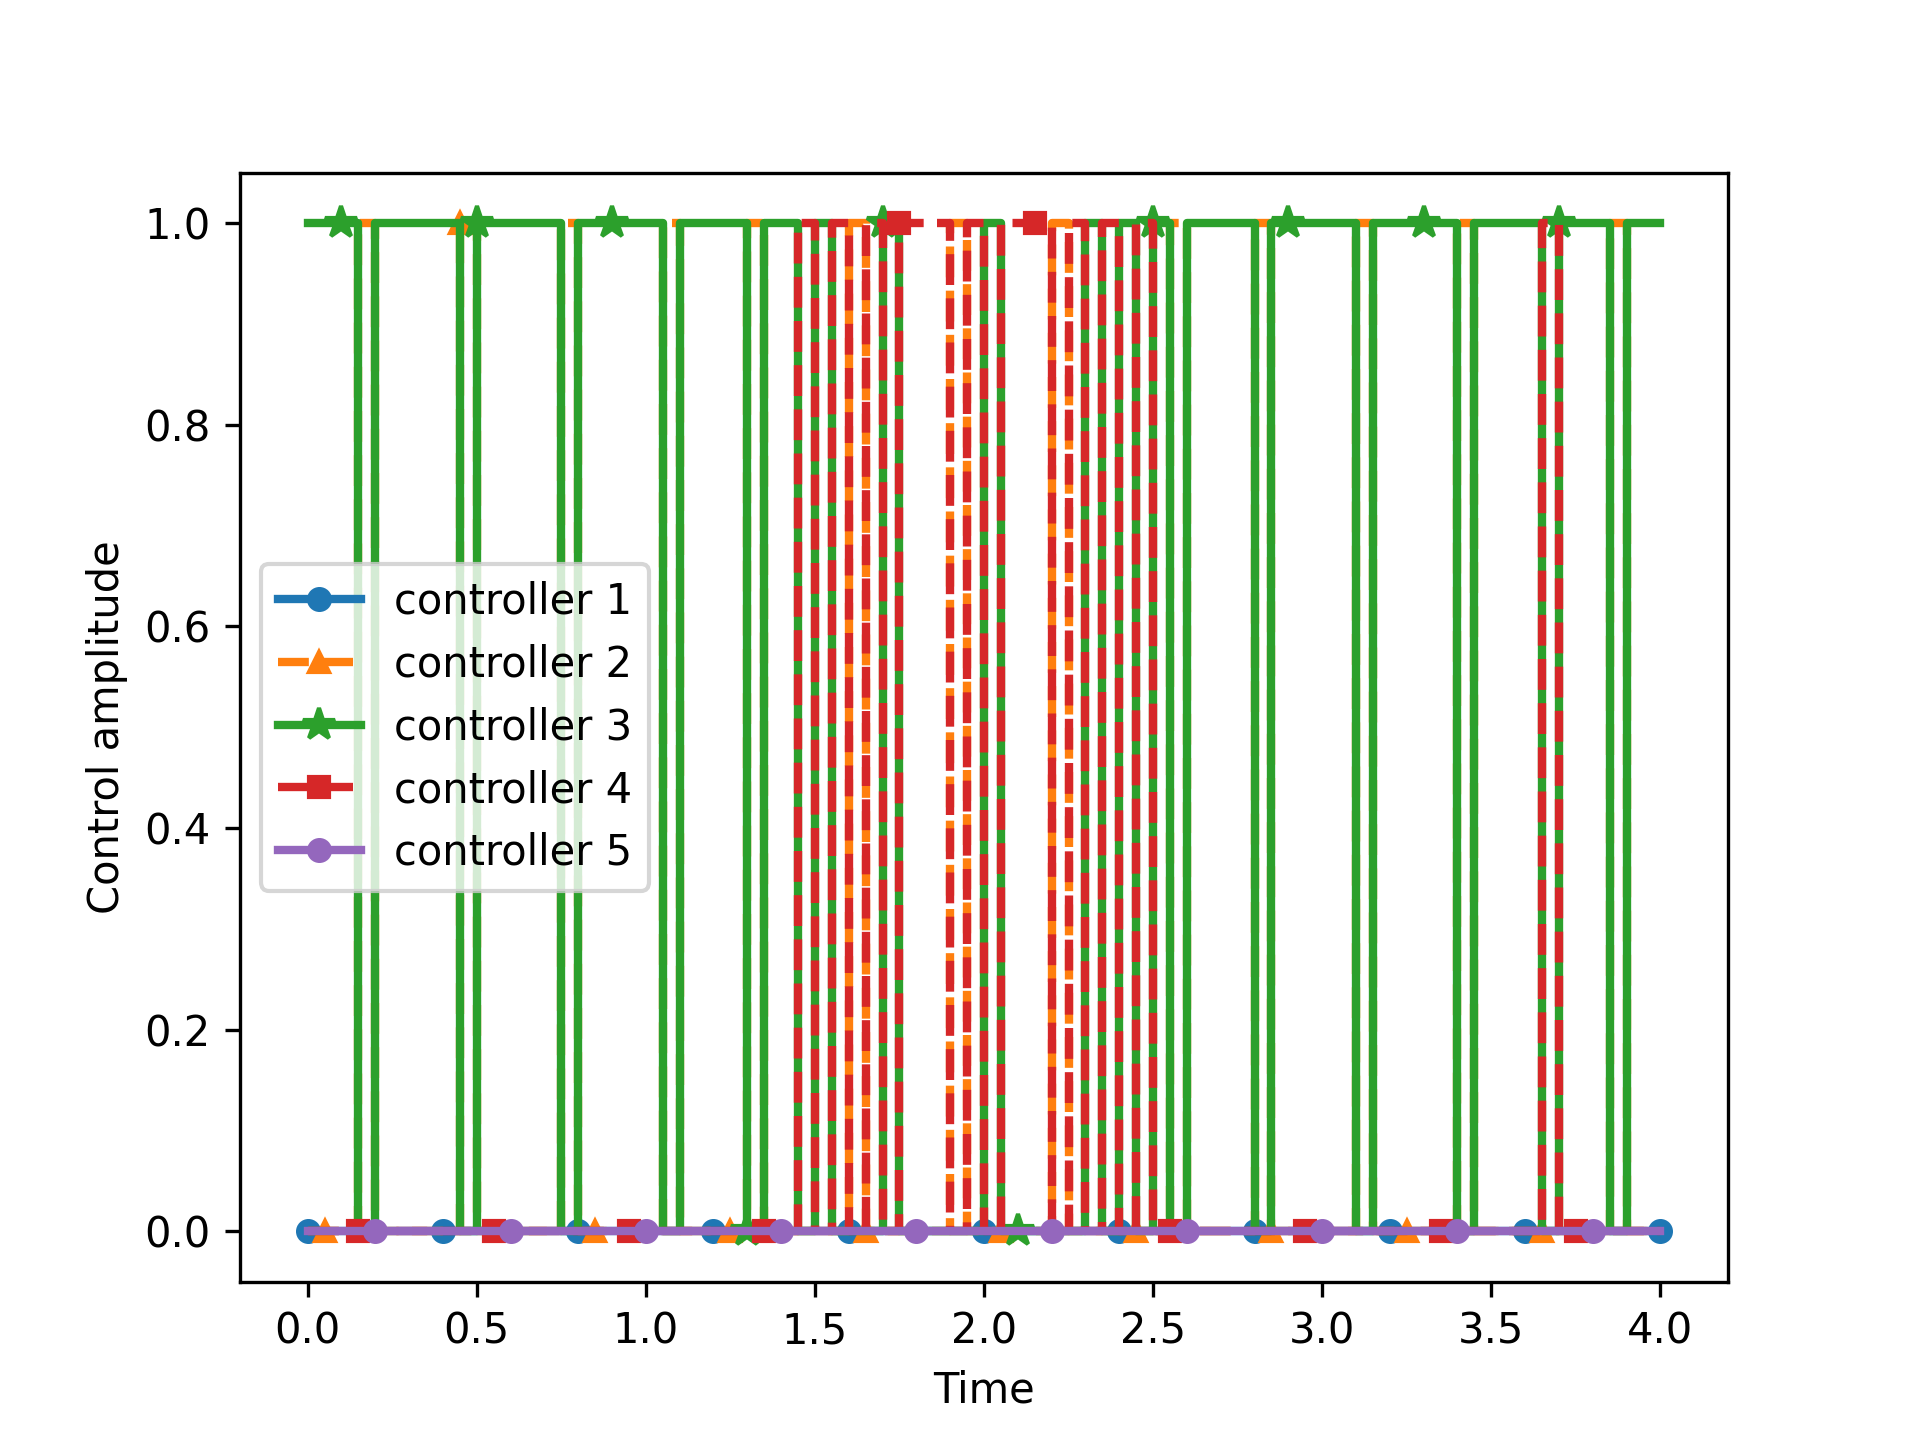 1.0
0.8
0.6
0.4
0.2
0.0
Control amplitude
controller 1
controller 2
controller 3
controller 4
controller 5
0.0 0.5 1.0 1.5 2.0 2.5 3.0 3.5 4.0
Time